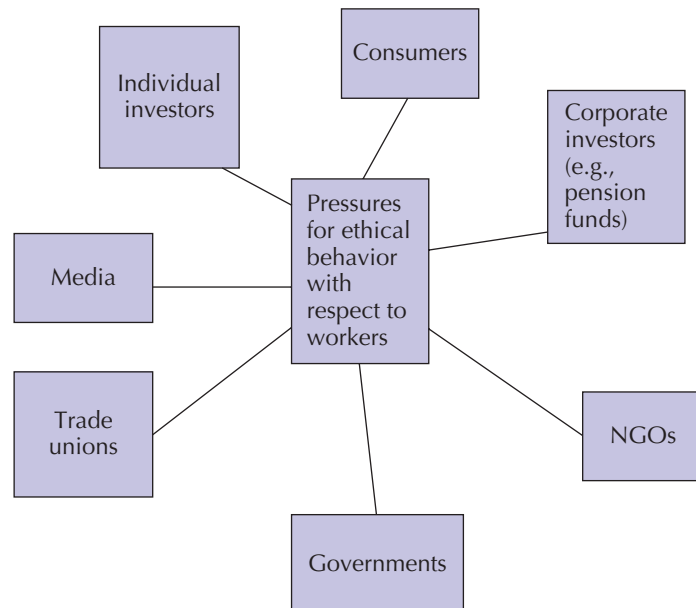 Consumers
Individual
investors
Corporate
investors
(e.g.,
pension
funds)
Pressures
for ethical
behavior
with
respect to
workers
Media
Trade
unions
NGOs
Governments